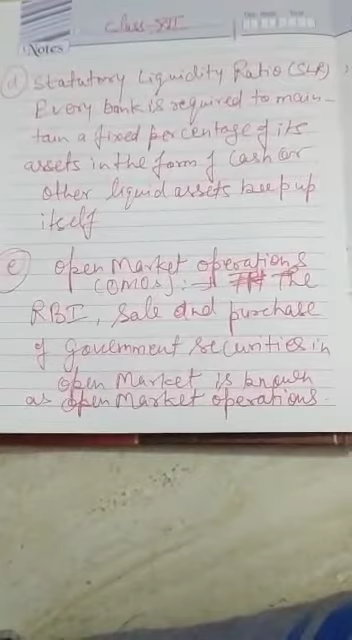 Class-XII
Notes
(d) Statutory Liquidity Ratio (SLR):
Every bank is required to main-
tain a fixed percentage of its
assets in the form of cash or
other liquid assets keep up
itself
(e) Open Market operations
(OMOs):→ The
RBI, Sale and purchase
of government securities in
open Market is known
as open Market operations.